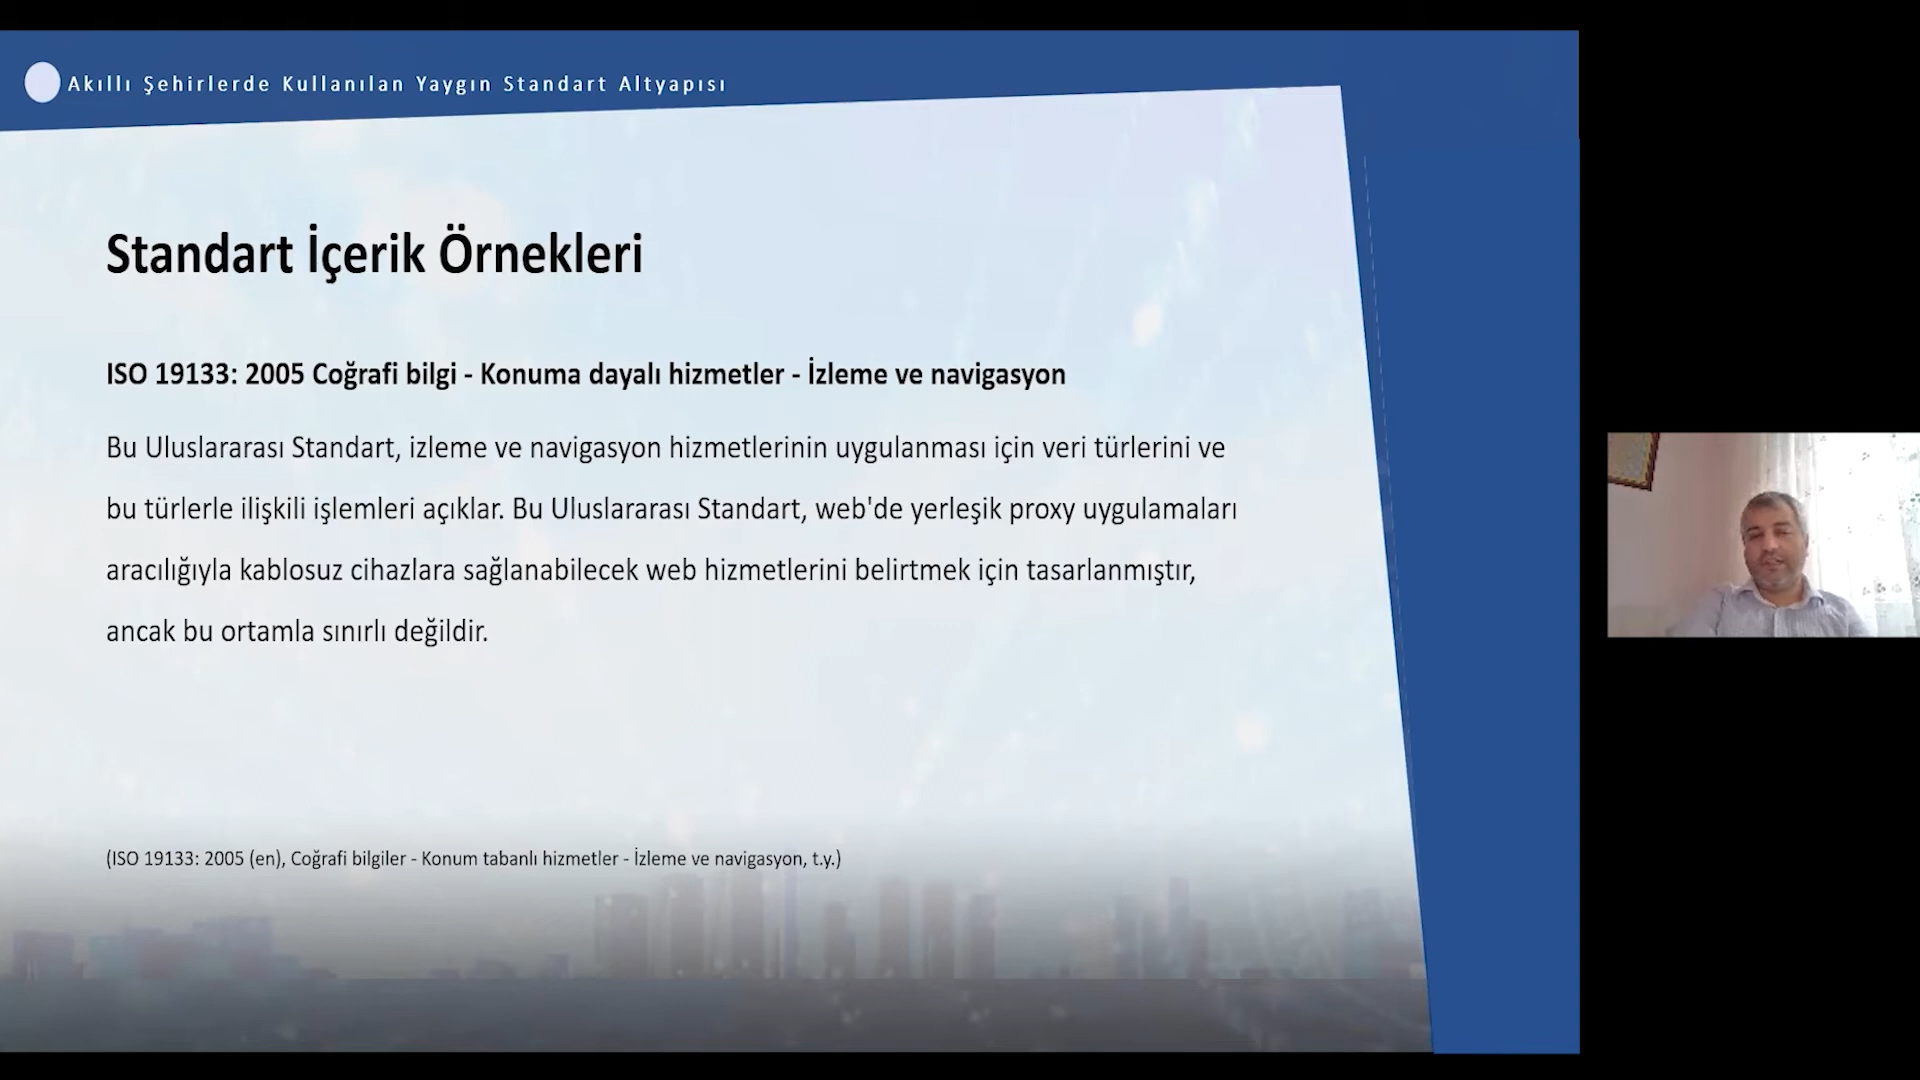 Akıllı Şehirlerde Kullanılan Yaygın Standart Altyapısı
Standart İçerik Örnekleri
ISO 19133: 2005 Coğrafi bilgi - Konuma dayalı hizmetler - İzleme ve navigasyon
Bu Uluslararası Standart, izleme ve navigasyon hizmetlerinin uygulanması için veri türlerini ve
bu türlerle ilişkili işlemleri açıklar. Bu Uluslararası Standart, web'de yerleşik proxy uygulamaları
aracılığıyla kablosuz cihazlara sağlanabilecek web hizmetlerini belirtmek için tasarlanmıştır,
ancak bu ortamla sınırlı değildir.
(ISO 19133: 2005 (en), Coğrafi bilgiler - Konum tabanlı hizmetler - İzleme ve navigasyon, t.y.)